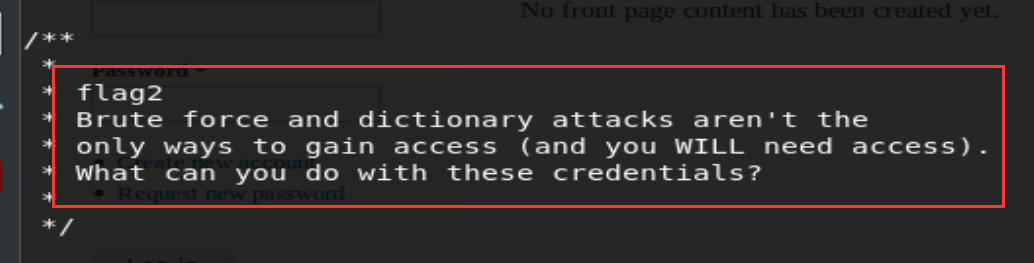 No front page content has been created yet.
/**
*
Password *
* flag2
* Brute force and dictionary attacks aren't the
* only ways to gain access (and you WILL need access).
Create new account
* What can you do with these credentials?
* Request new password
*/
Log in